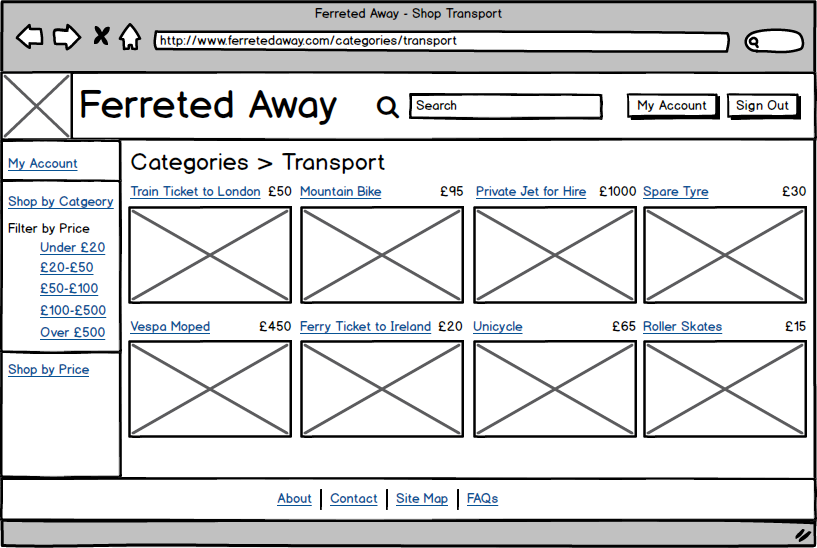 Ferreted Away - Shop Transport
http://www.ferretedaway.com/categories/transport
Ferreted Away
Search
My Account
Sign Out
My Account
Shop by Catgeory
Filter by Price
Under £20
£20-£50
£50-£100
£100-£500
Over £500
Shop by Price
Categories > Transport
Train Ticket to London £50
Mountain Bike £95
Private Jet for Hire £1000
Spare Tyre £30
Vespa Moped £450
Ferry Ticket to Ireland £20
Unicycle £65
Roller Skates £15
About | Contact | Site Map | FAQs